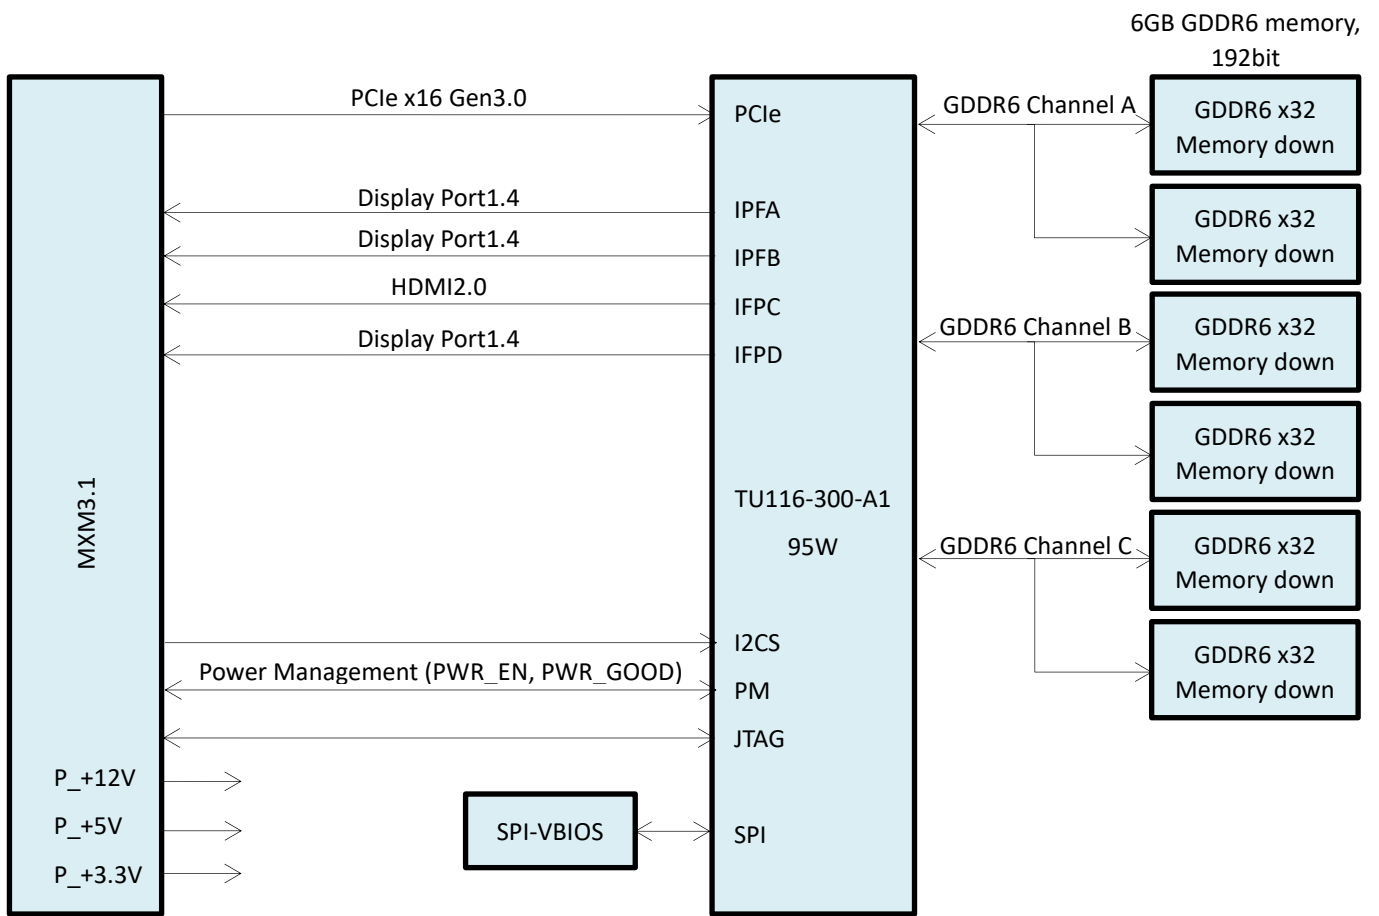 6GB GDDR6 memory,
192bit
PCIe x16 Gen3.0
PCIe
GDDR6 Channel A
GDDR6 x32
Memory down
Display Port1.4
IPFA
GDDR6 x32
Memory down
Display Port1.4
IPFB
HDMI2.0
IFPC
GDDR6 Channel B
GDDR6 x32
Memory down
Display Port1.4
IFPD
GDDR6 x32
Memory down
MXM3.1
TU116-300-A1
95W
GDDR6 Channel C
GDDR6 x32
Memory down
I2CS
GDDR6 x32
Memory down
Power Management (PWR_EN, PWR_GOOD)
PM
JTAG
P_+12V
P_+5V
SPI-VBIOS
SPI
P_+3.3V